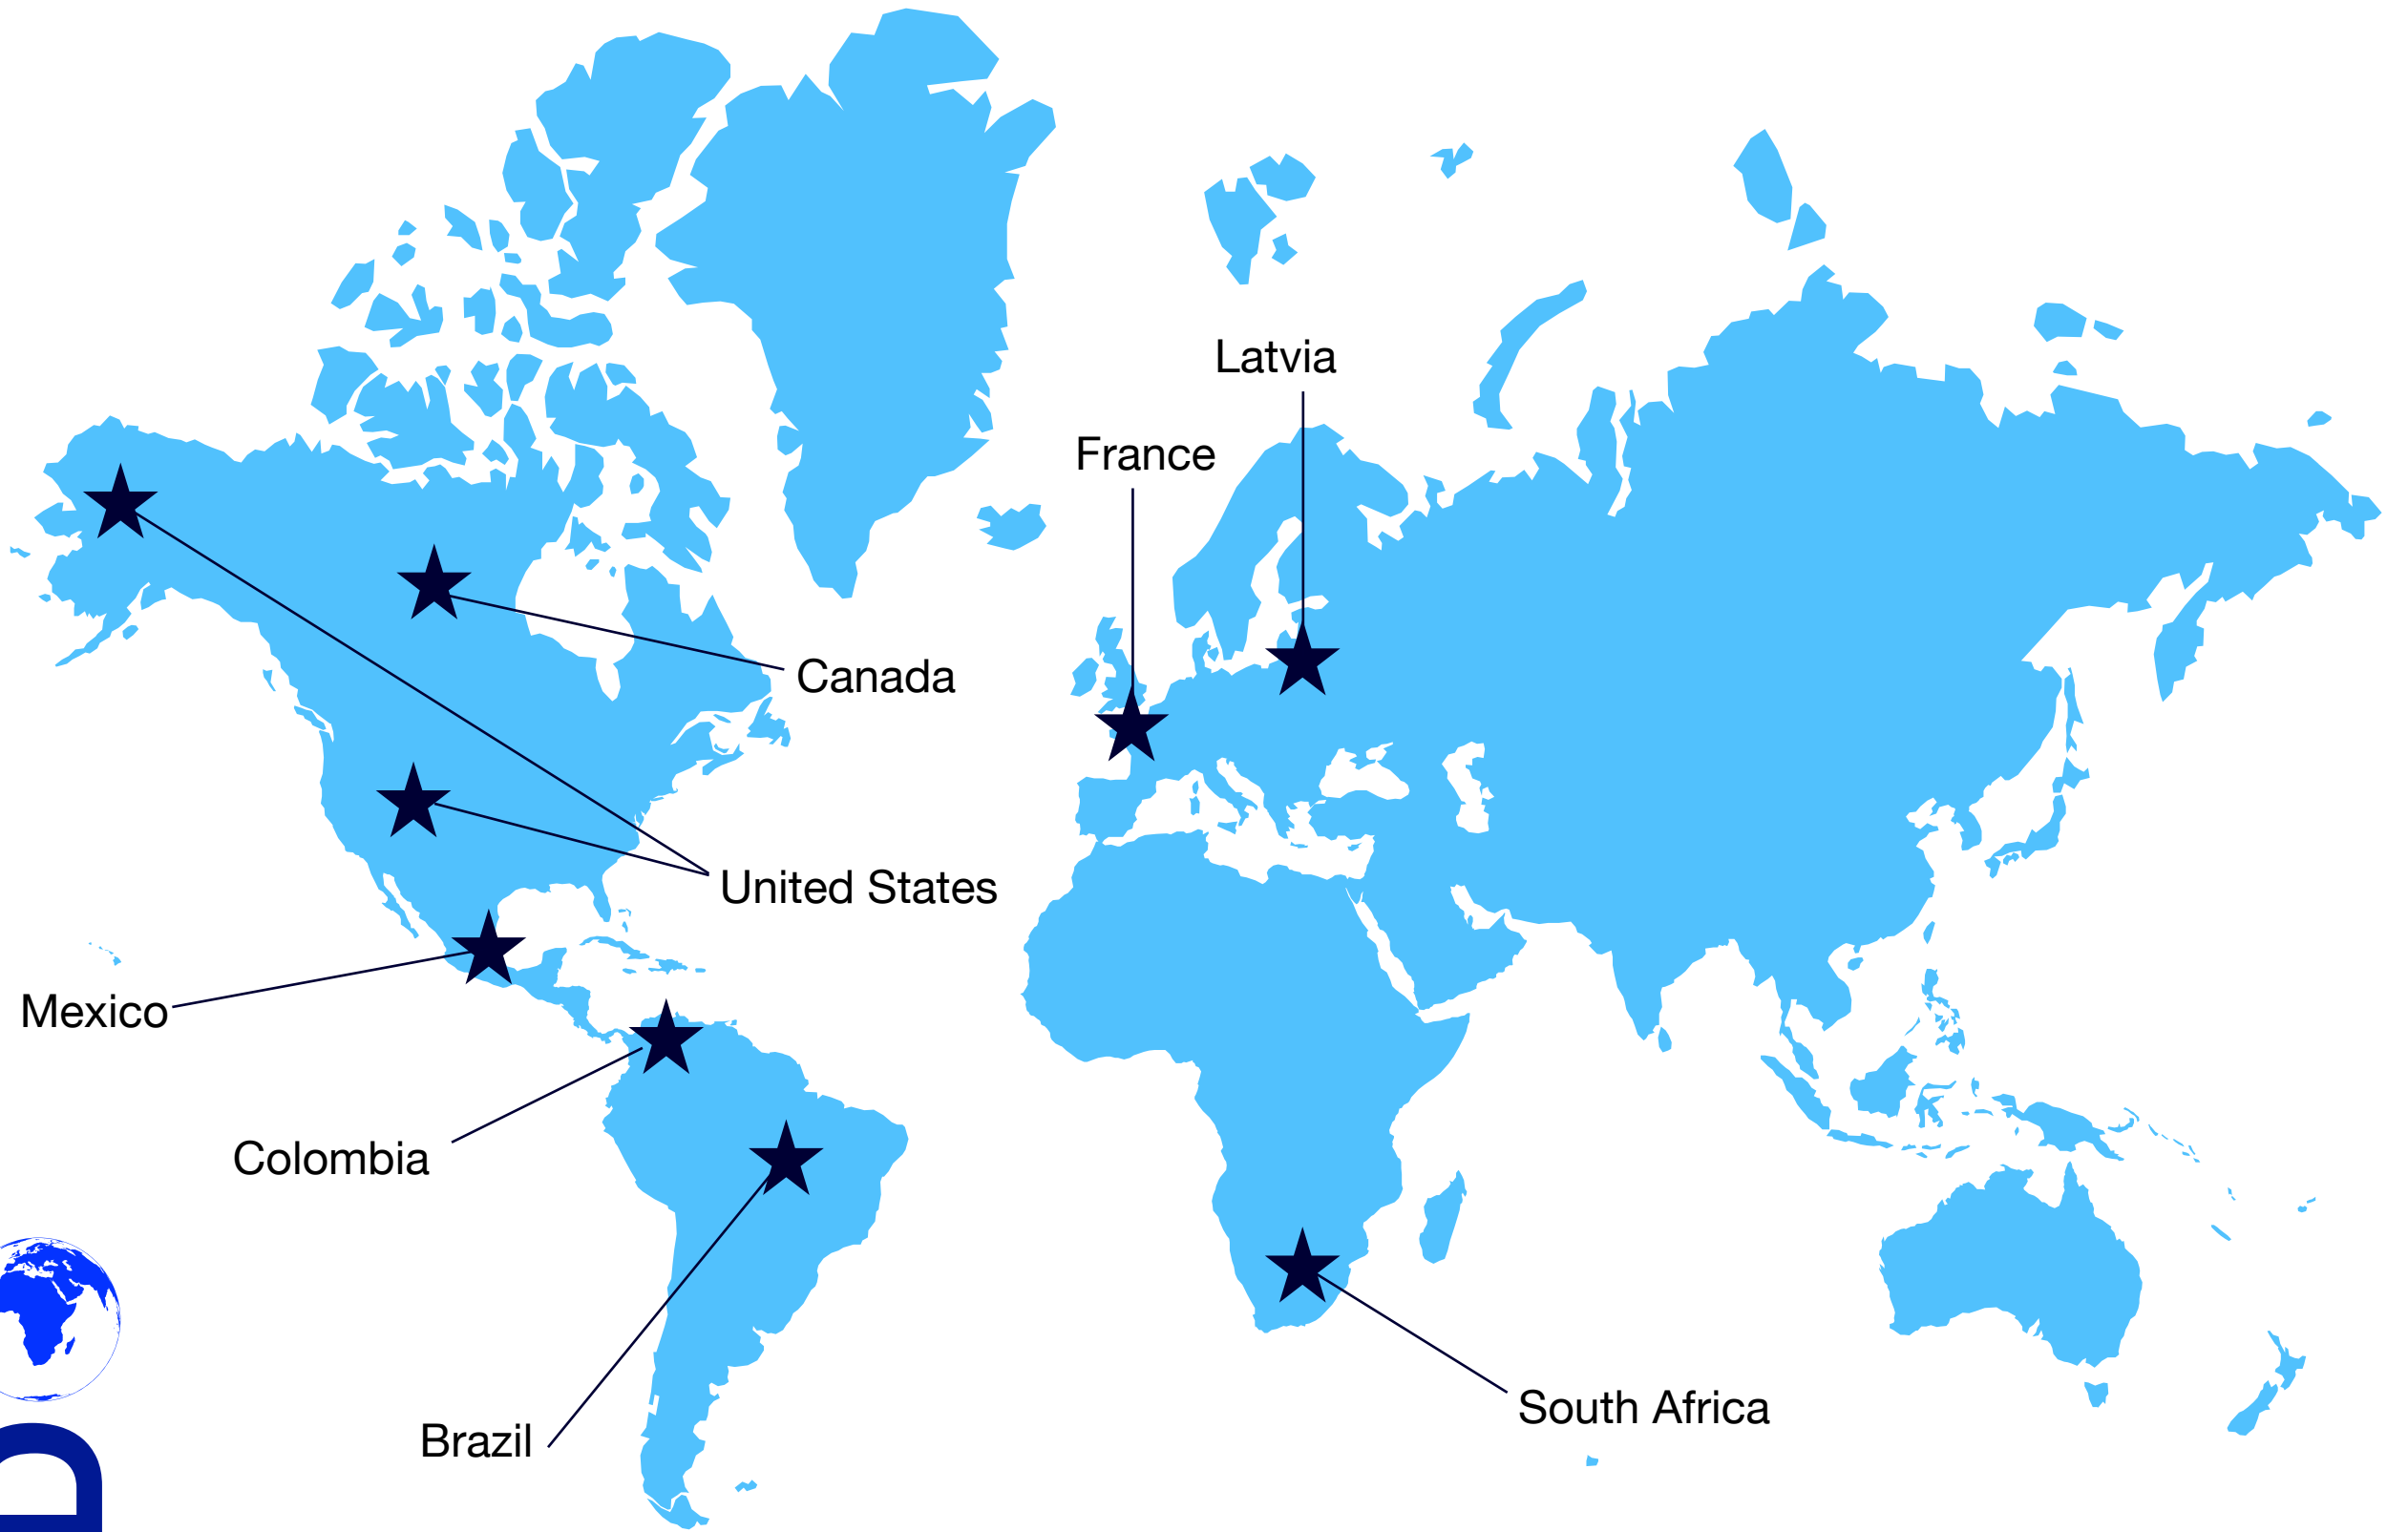 Latvia
France
Canada
United States
Mexico
Colombia
Brazil
South Africa
D